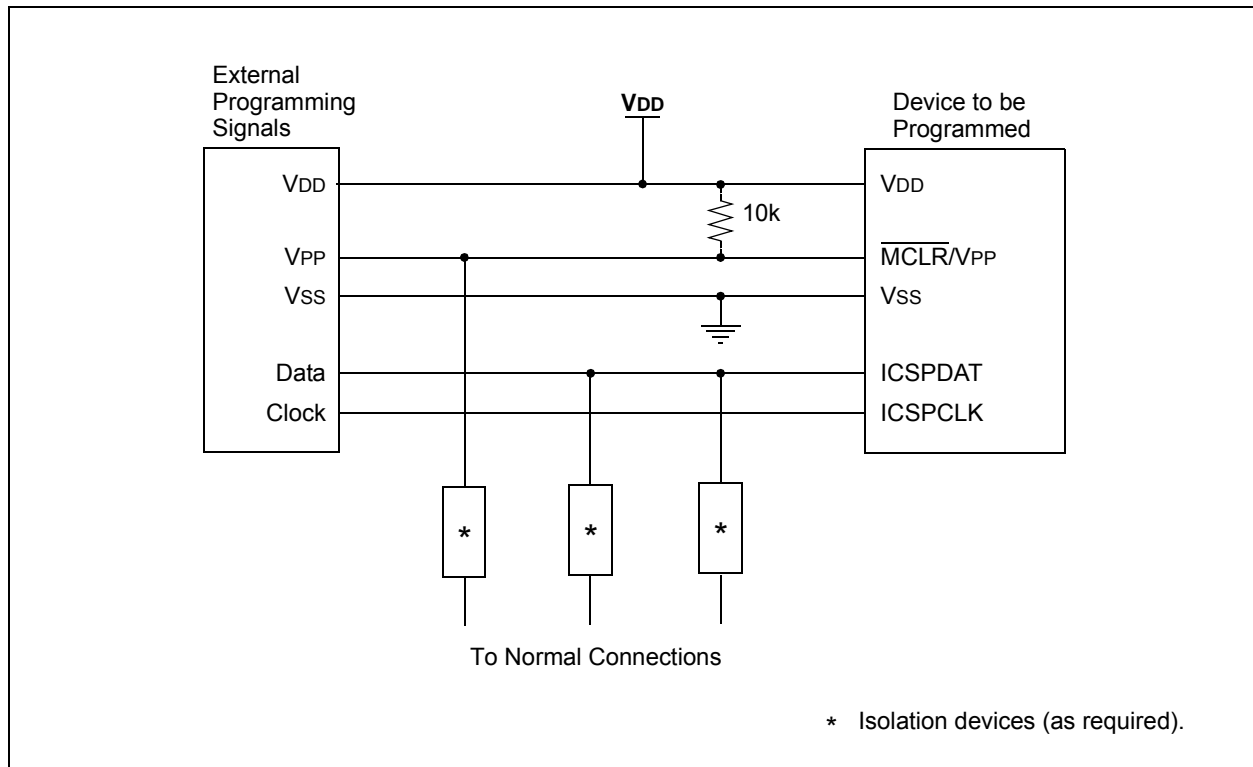 External
Programming
Signals
VDD
Device to be
Programmed
VDD
VDD
10k
VPP
MCLR/VPP
VSS
VSS
Data
ICSPDAT
Clock
ICSPCLK
*
*
*
To Normal Connections
* Isolation devices (as required).